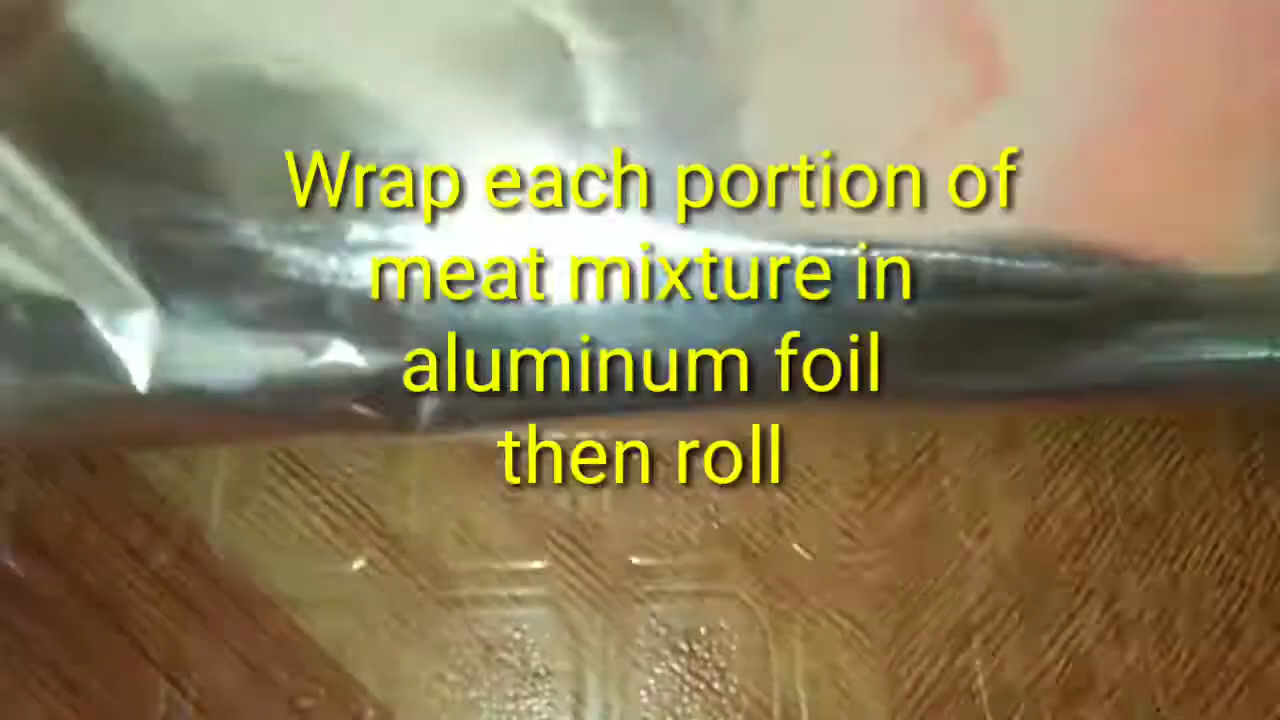 Wrap each portion of
meat mixture in
aluminum foil
then roll